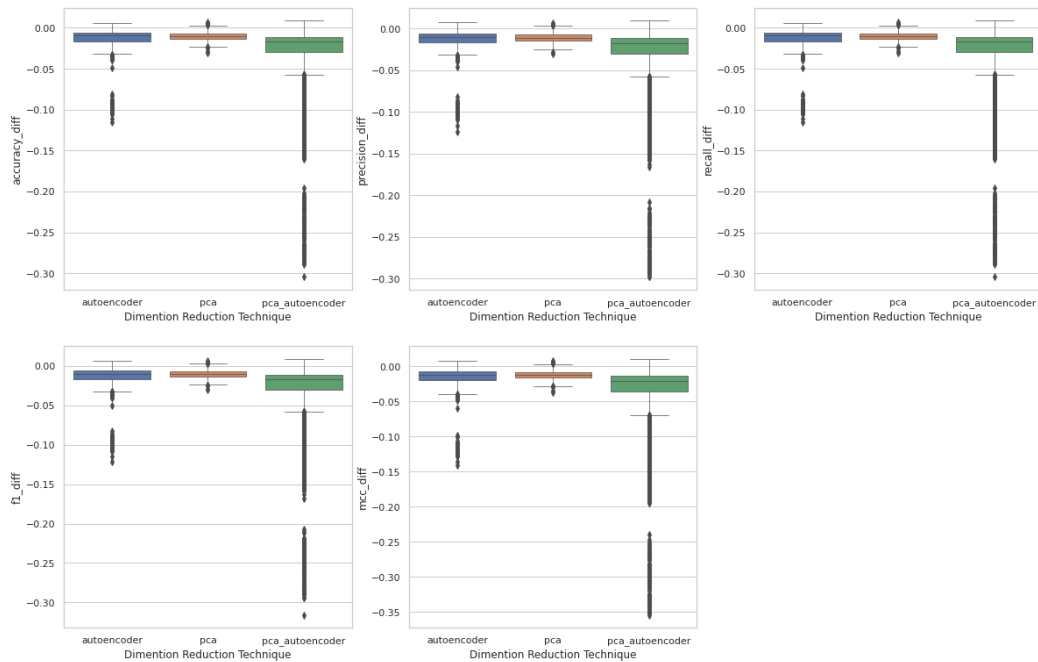 0.00
−0.05
−0.10
−0.15
−0.20
−0.25
−0.30
accuracy_diff
autoencoder pca pca_autoencoder
Dimention Reduction Technique
0.00
−0.05
−0.10
−0.15
−0.20
−0.25
−0.30
precision_diff
autoencoder pca pca_autoencoder
Dimention Reduction Technique
0.00
−0.05
−0.10
−0.15
−0.20
−0.25
−0.30
recall_diff
autoencoder pca pca_autoencoder
Dimention Reduction Technique
0.00
−0.05
−0.10
−0.15
−0.20
−0.25
−0.30
f1_diff
autoencoder pca pca_autoencoder
Dimention Reduction Technique
0.00
−0.05
−0.10
−0.15
−0.20
−0.25
−0.30
−0.35
mcc_diff
autoencoder pca pca_autoencoder
Dimention Reduction Technique